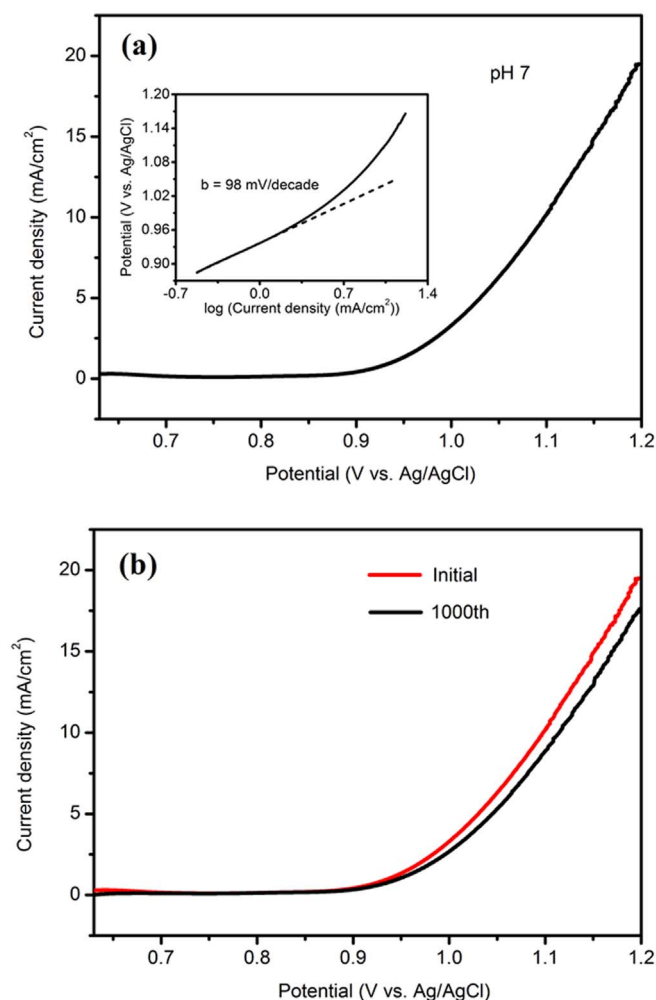 (a)
pH 7
20
15
10
5
0
Current density (mA/cm²)
1.20
1.14
1.08
1.02
0.96
0.90
Potential (V vs. Ag/AgCl)
b = 98 mV/decade
-0.7 0.0 0.7 1.4
log (Current density (mA/cm²))
0.7 0.8 0.9 1.0 1.1 1.2
Potential (V vs. Ag/AgCl)
(b)
Initial
1000th
20
15
10
5
0
Current density (mA/cm²)
0.7 0.8 0.9 1.0 1.1 1.2
Potential (V vs. Ag/AgCl)